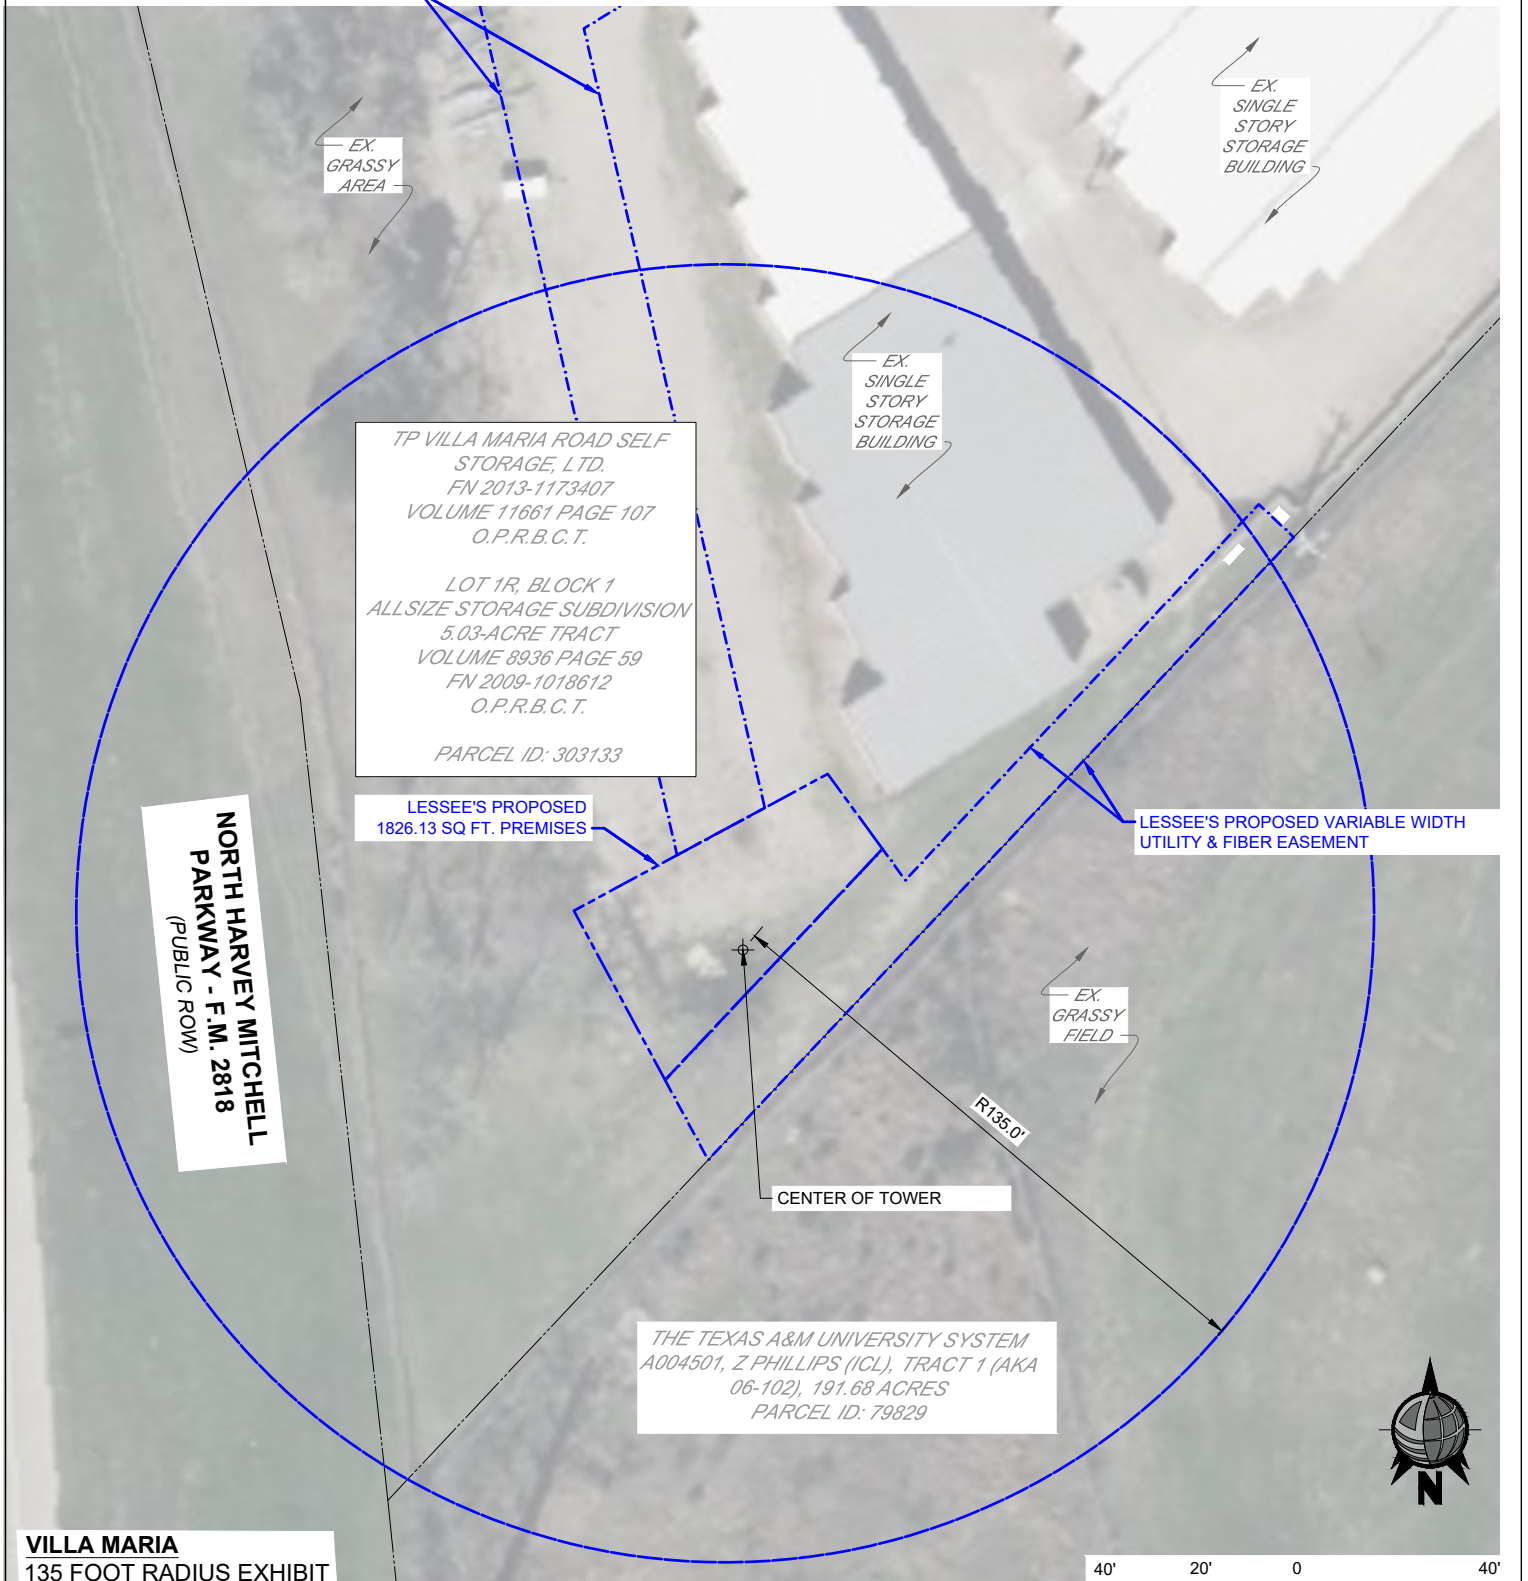 EX.
GRASSY
AREA
EX.
SINGLE
STORY
STORAGE
BUILDING
EX.
SINGLE
STORY
STORAGE
BUILDING
TP VILLA MARIA ROAD SELF
STORAGE, LTD.
FN 2013-1173407
VOLUME 11661 PAGE 107
O.P.R.B.C.T.
LOT 1R, BLOCK 1
ALLSIZE STORAGE SUBDIVISION
5.03-ACRE TRACT
VOLUME 8936 PAGE 59
FN 2009-1018612
O.P.R.B.C.T.
PARCEL ID: 303133
LESSEE'S PROPOSED
1826.13 SQ FT. PREMISES
LESSEE'S PROPOSED VARIABLE WIDTH
UTILITY & FIBER EASEMENT
NORTH HARVEY MITCHELL
PARKWAY - F.M. 2818
(PUBLIC ROW)
EX.
GRASSY
FIELD
R135.0'
CENTER OF TOWER
THE TEXAS A&M UNIVERSITY SYSTEM
A004501, Z PHILLIPS (ICL), TRACT 1 (AKA
06-102), 191.68 ACRES
PARCEL ID: 79829
N
VILLA MARIA
135 FOOT RADIUS EXHIBIT
40' 20' 0 40'